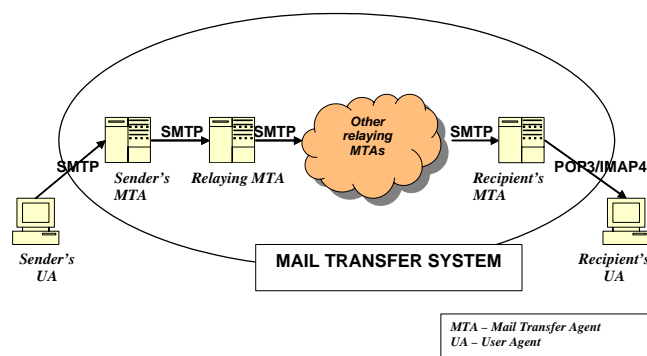 Other
relaying
MTAs
SMTP
SMTP
SMTP
SMTP
POP3/IMAP4
Sender's
MTA
Relaying MTA
Recipient's
MTA
Sender's
UA
MAIL TRANSFER SYSTEM
Recipient's
UA
MTA – Mail Transfer Agent
UA – User Agent